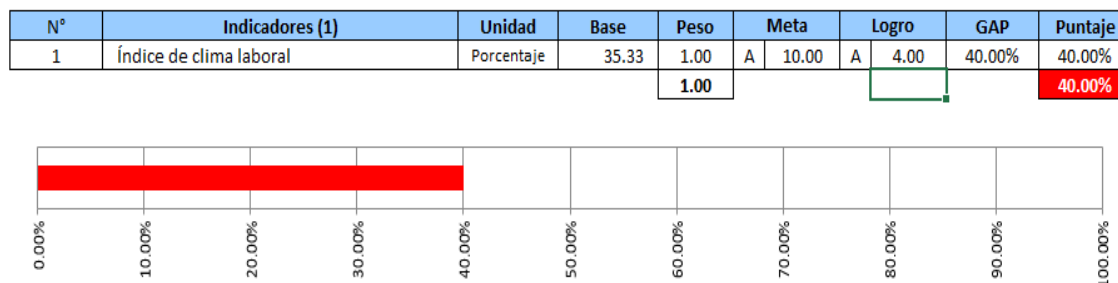 N° Indicadores (1) Unidad Base Peso Meta Logro GAP Puntaje
1 Índice de clima laboral Porcentaje 35.33 1.00 A 10.00 A 4.00 40.00% 40.00%
1.00 40.00%
0.00% 10.00% 20.00% 30.00% 40.00% 50.00% 60.00% 70.00% 80.00% 90.00% 100.00%